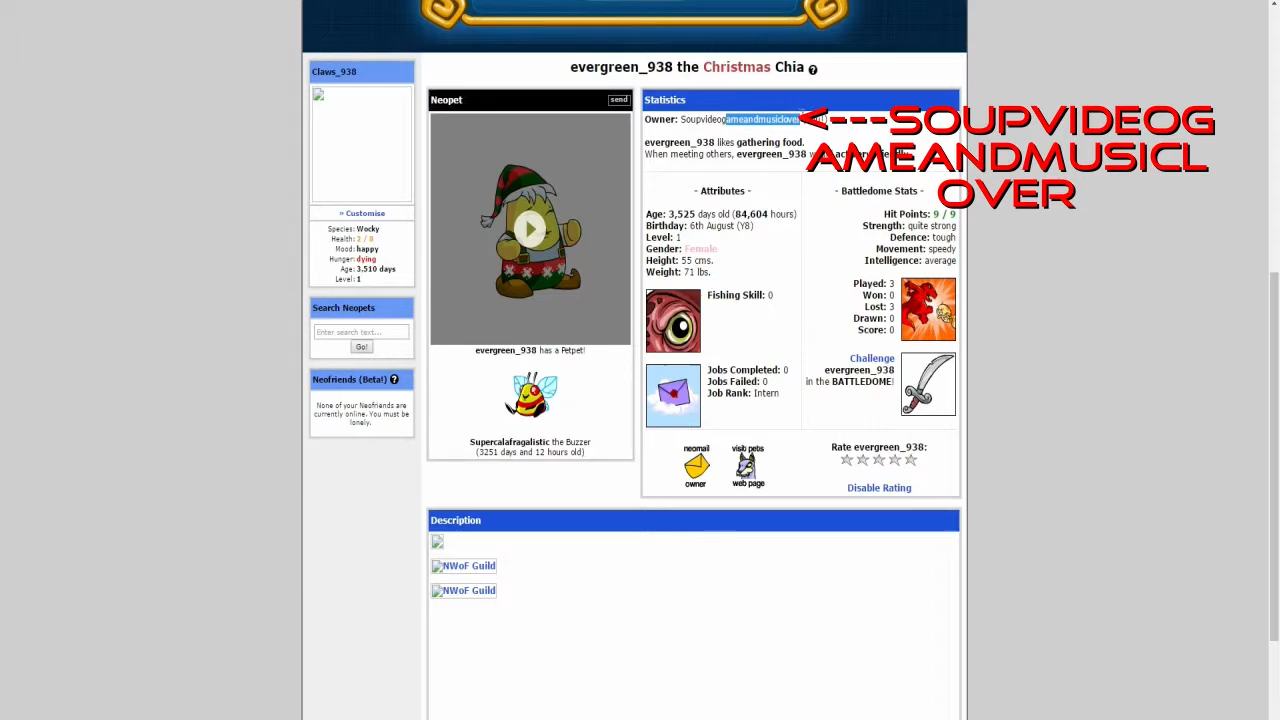 evergreen_938 the Christmas Chia
Claws_938
» Customise
Species: Wocky
Health: 2 / 8
Mood: happy
Hunger: dying
Age: 3,510 days
Level: 1
Search Neopets
Enter search text...
Go!
Neofriends (Beta!)
None of your Neofriends are
currently online. You must be
lonely.
Neopet
send
evergreen_938 has a Petpet!
Supercalafragalistic the Buzzer
(3251 days and 12 hours old)
Statistics
Owner: Soupvideogameandmusiclover
<---SOUPVIDEOG
AMEANDMUSICL
OVER
evergreen_938 likes gathering food.
When meeting others, evergreen_938
- Attributes -
Age: 3,525 days old (84,604 hours)
Birthday: 6th August (Y8)
Level: 1
Gender: Female
Height: 55 cms.
Weight: 71 lbs.
Fishing Skill: 0
Jobs Completed: 0
Jobs Failed: 0
Job Rank: Intern
- Battledome Stats -
Hit Points: 9 / 9
Strength: quite strong
Defence: tough
Movement: speedy
Intelligence: average
Played: 3
Won: 0
Lost: 3
Drawn: 0
Score: 0
Challenge
evergreen_938
in the BATTLEDOME!
neomail
owner
visit pets
web page
Rate evergreen_938:
Disable Rating
Description
NWoF Guild
NWoF Guild